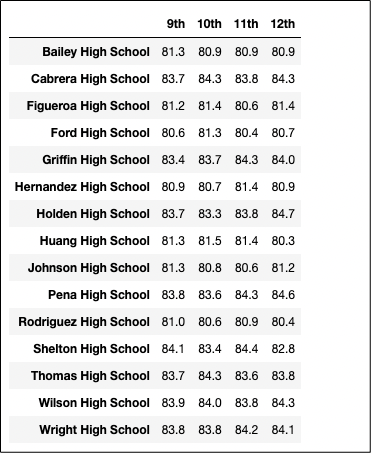 9th 10th 11th 12th
Bailey High School 81.3 80.9 80.9 80.9
Cabrera High School 83.7 84.3 83.8 84.3
Figueroa High School 81.2 81.4 80.6 81.4
Ford High School 80.6 81.3 80.4 80.7
Griffin High School 83.4 83.7 84.3 84.0
Hernandez High School 80.9 80.7 81.4 80.9
Holden High School 83.7 83.3 83.8 84.7
Huang High School 81.3 81.5 81.4 80.3
Johnson High School 81.3 80.8 80.6 81.2
Pena High School 83.8 83.6 84.3 84.6
Rodriguez High School 81.0 80.6 80.9 80.4
Shelton High School 84.1 83.4 84.4 82.8
Thomas High School 83.7 84.3 83.6 83.8
Wilson High School 83.9 84.0 83.8 84.3
Wright High School 83.8 83.8 84.2 84.1